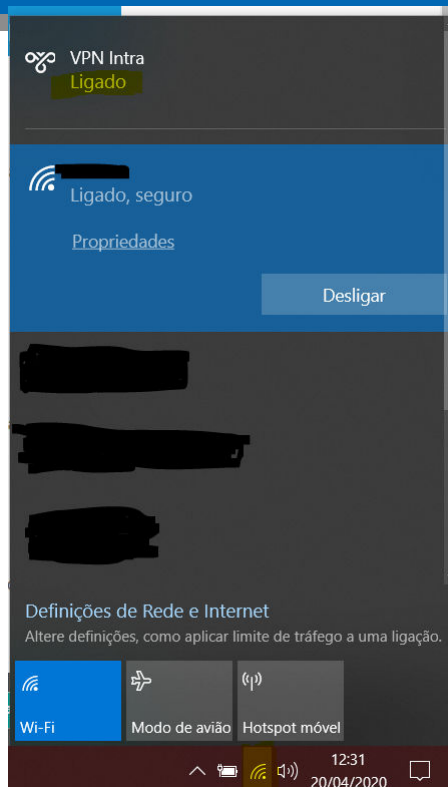 VPN Intra
Ligado
Ligado, seguro
Propriedades
Desligar
Definições de Rede e Internet
Altere definições, como aplicar limite de tráfego a uma ligação.
Wi-Fi
Modo de avião
Hotspot móvel
12:31
20/04/2020